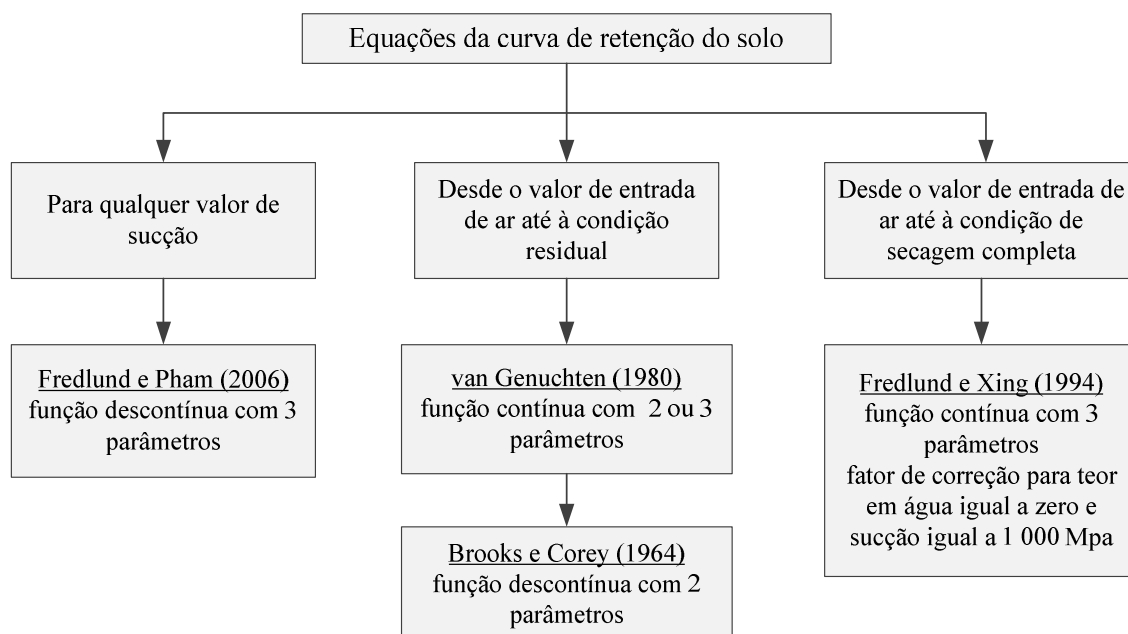 Equações da curva de retenção do solo
Para qualquer valor de
sucção
Desde o valor de entrada
de ar até à condição
residual
Desde o valor de entrada de
ar até à condição de
secagem completa
Fredlund e Pham (2006)
função descontínua com 3
parâmetros
van Genuchten (1980)
função contínua com 2 ou 3
parâmetros
Fredlund e Xing (1994)
função contínua com 3
parâmetros
fator de correção para teor
em água igual a zero e
sucção igual a 1 000 Mpa
Brooks e Corey (1964)
função descontínua com 2
parâmetros